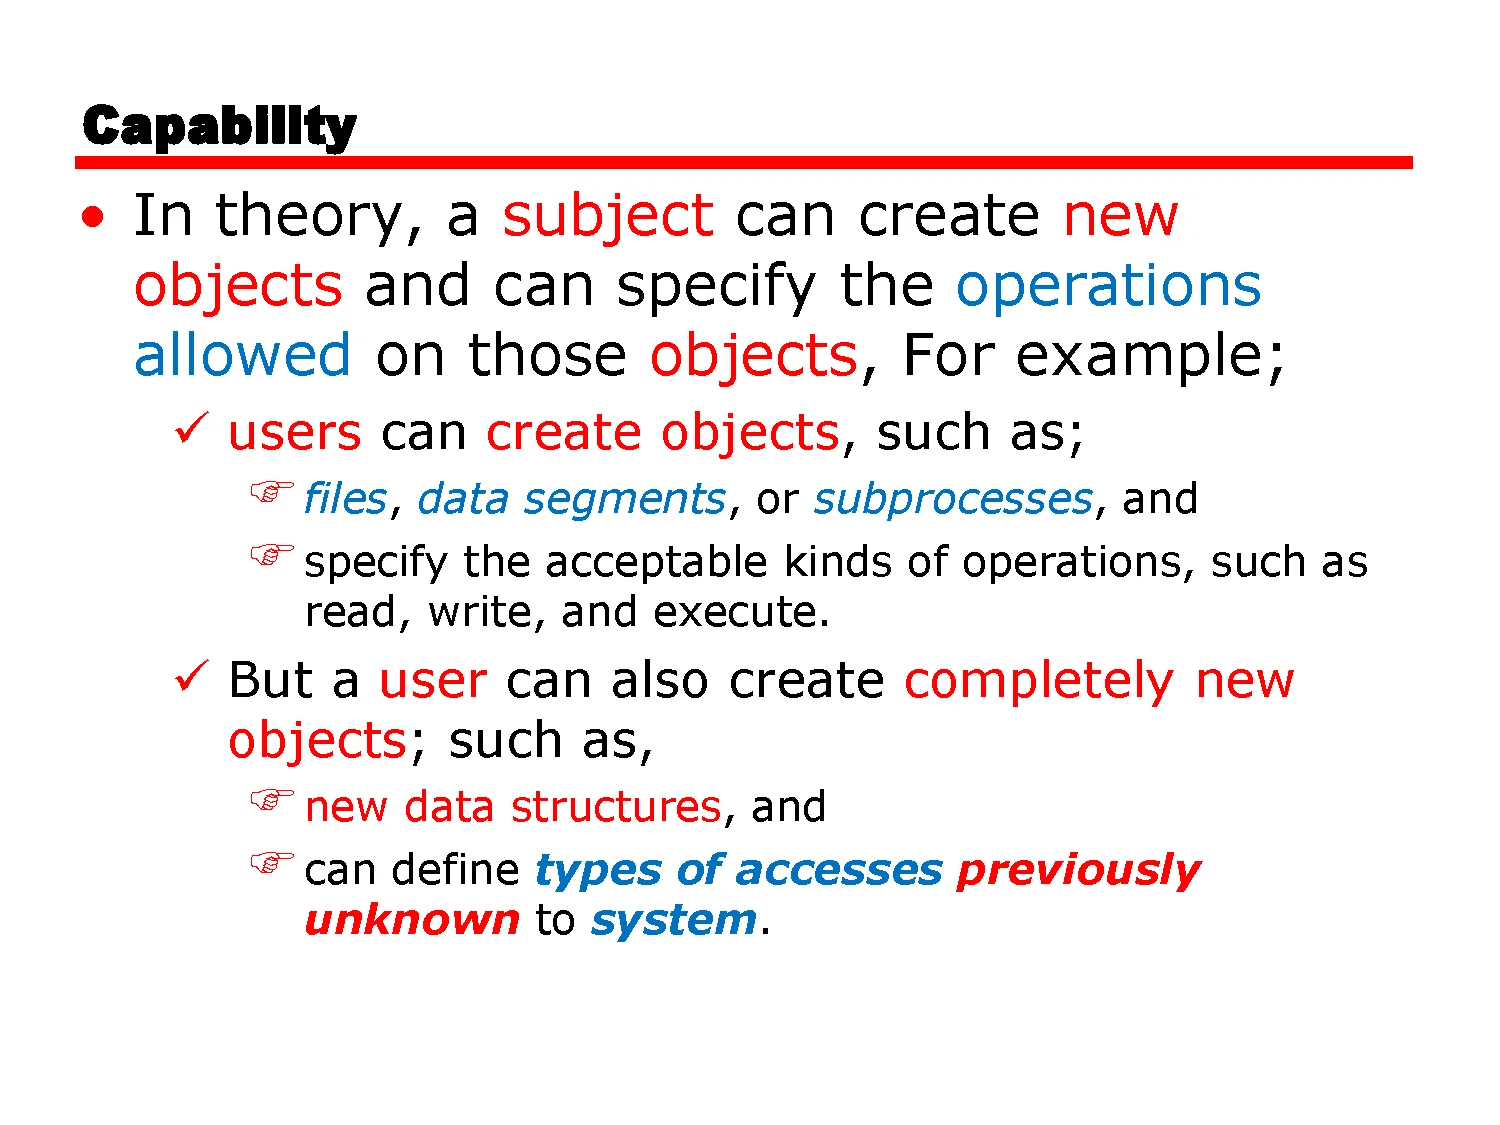 Capability
• In theory, a subject can create new
objects and can specify the operations
allowed on those objects, For example;
✓ users can create objects, such as;
☞ files, data segments, or subprocesses, and
☞ specify the acceptable kinds of operations, such as
read, write, and execute.
✓ But a user can also create completely new
objects; such as,
☞ new data structures, and
☞ can define types of accesses previously
unknown to system.